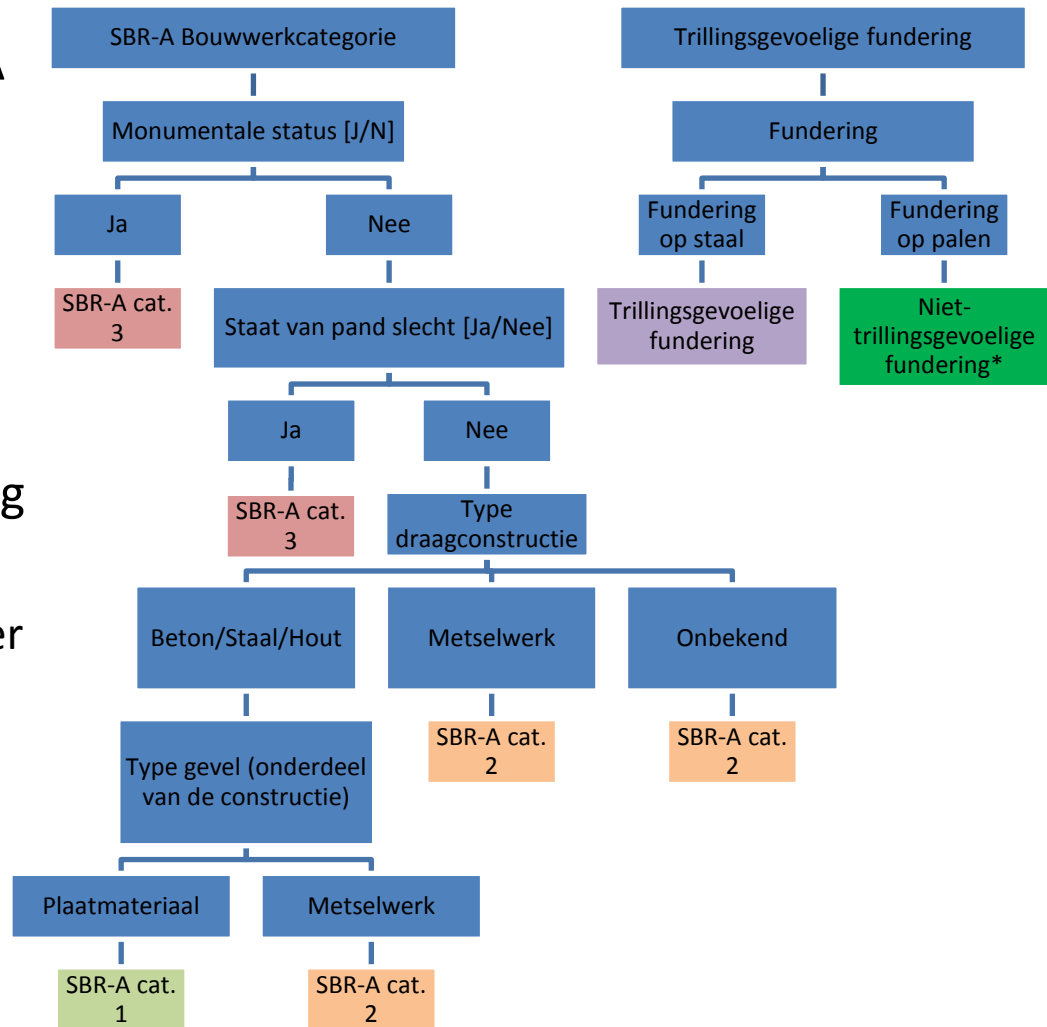 SBR-A Bouwwerkcategorie
Monumentale status [J/N]
Ja
Nee
SBR-A cat.
3
Staat van pand slecht [Ja/Nee]
Ja
Nee
SBR-A cat.
3
Type
draagconstructie
Beton/Staal/Hout
Metselwerk
Onbekend
SBR-A cat.
2
SBR-A cat.
2
Type gevel (onderdeel
van de constructie)
Plaatmateriaal
Metselwerk
SBR-A cat.
1
SBR-A cat.
2
Trillingsgevoelige fundering
Fundering
Fundering
op staal
Fundering
op palen
Trillingsgevoelige
fundering
Niet-
trillingsgevoelige
fundering*
g
er